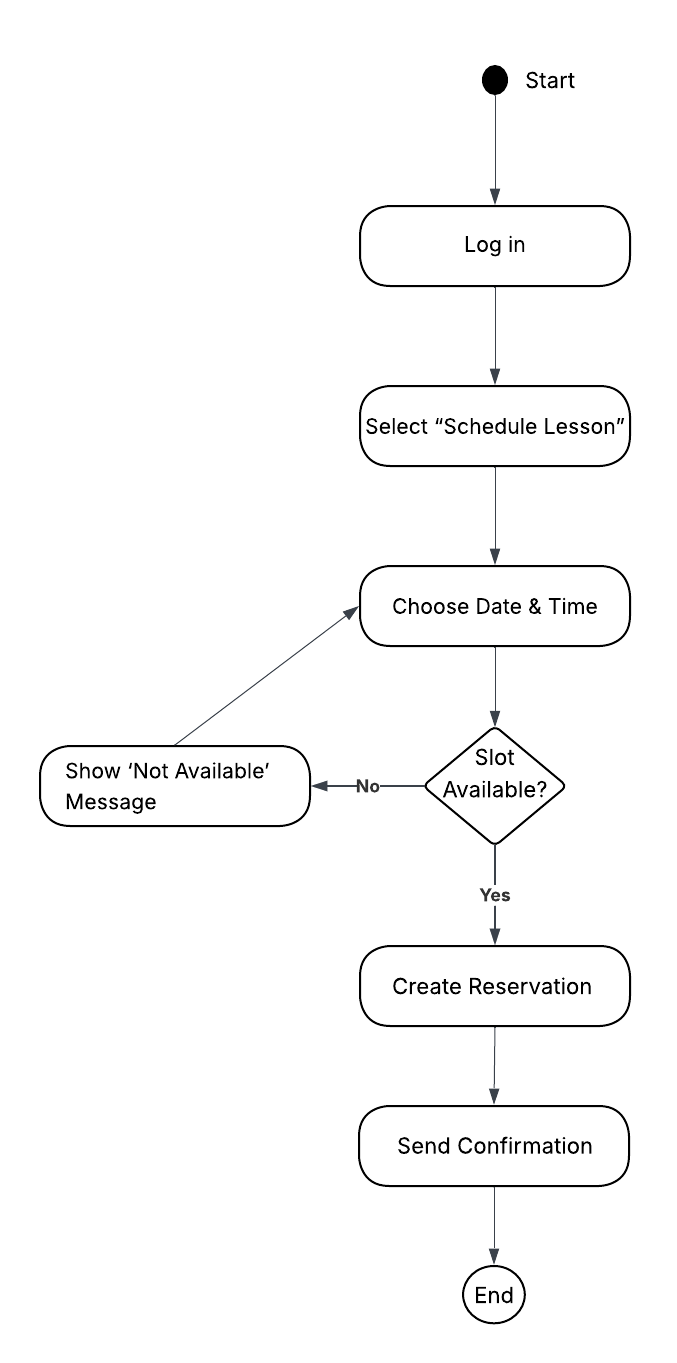 Start
Log in
Select “Schedule Lesson”
Choose Date & Time
Slot
Available?
No
Show ‘Not Available’
Message
Yes
Create Reservation
Send Confirmation
End